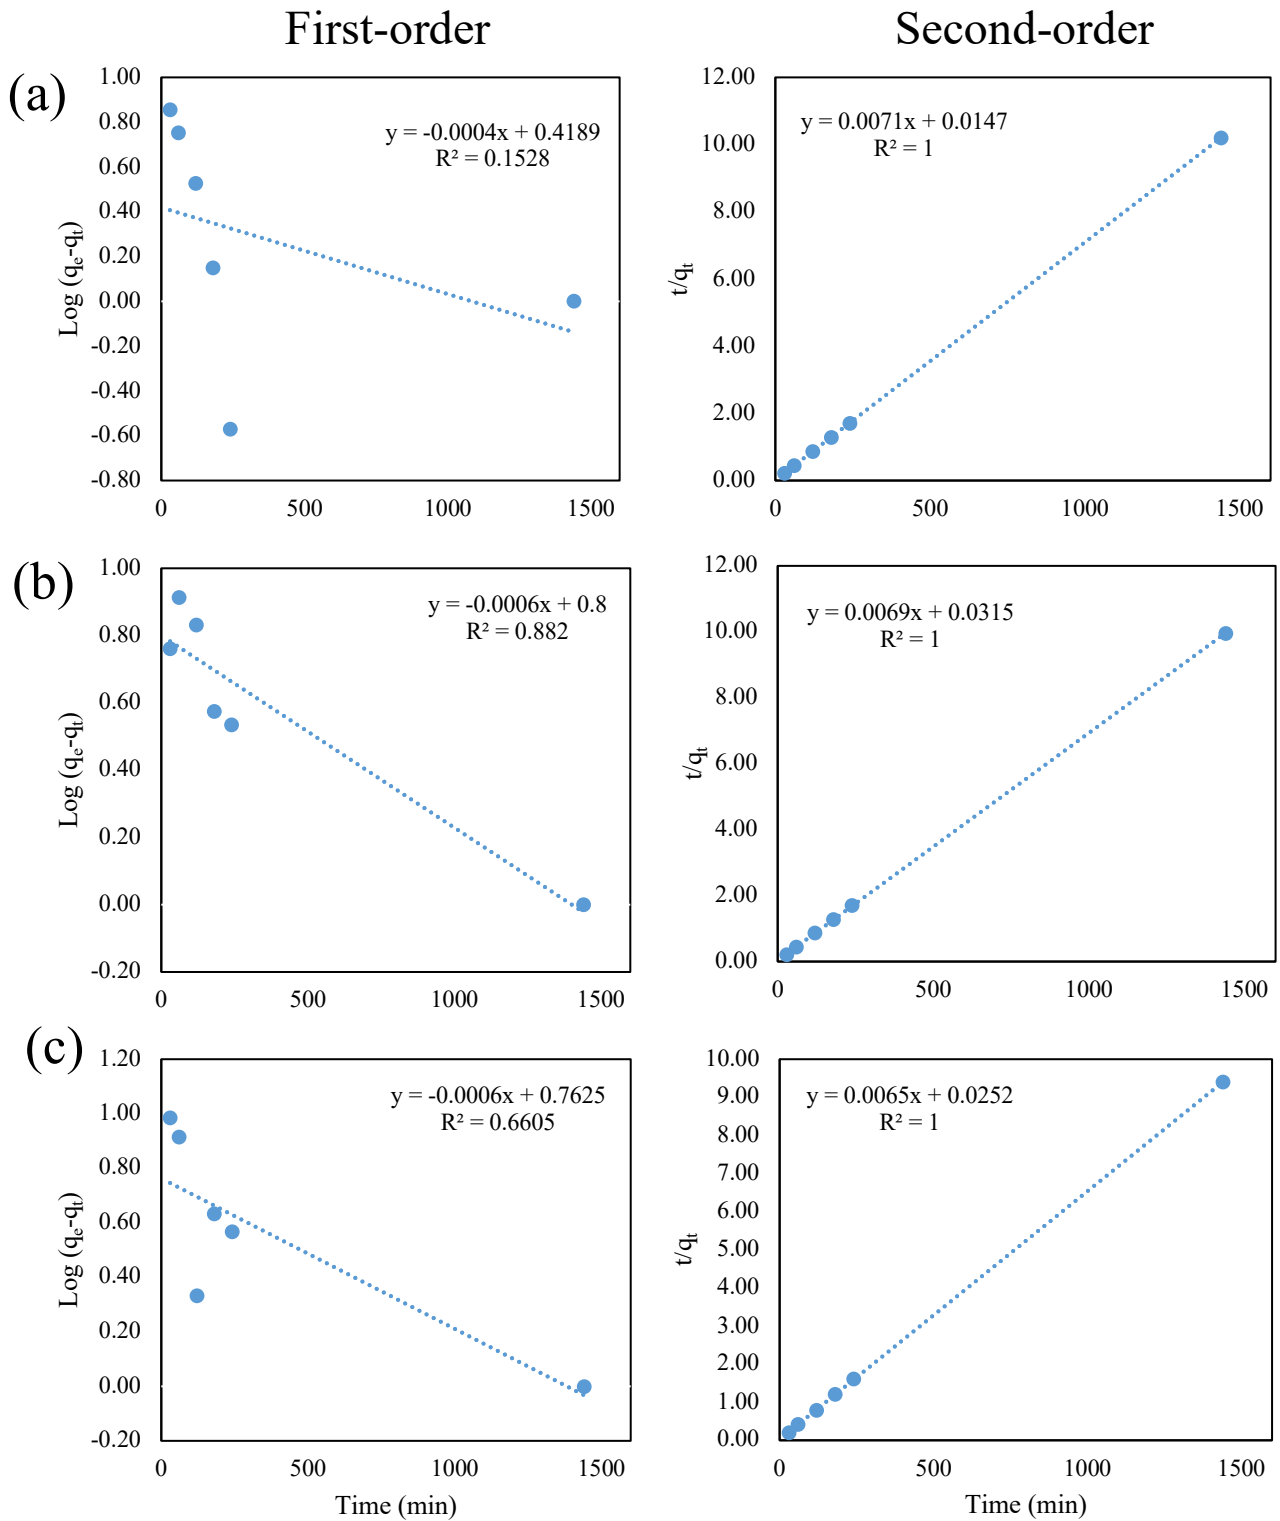 First-order
Second-order
(a)
1.00
0.80
0.60
0.40
0.20
0.00
-0.20
-0.40
-0.60
-0.80
Log (qₑ-qₜ)
y = -0.0004x + 0.4189
R² = 0.1528
0 500 1000 1500
12.00
10.00
8.00
6.00
4.00
2.00
0.00
t/qₜ
y = 0.0071x + 0.0147
R² = 1
0 500 1000 1500
(b)
1.00
0.80
0.60
0.40
0.20
0.00
-0.20
Log (qₑ-qₜ)
y = -0.0006x + 0.8
R² = 0.882
0 500 1000 1500
12.00
10.00
8.00
6.00
4.00
2.00
0.00
t/qₜ
y = 0.0069x + 0.0315
R² = 1
0 500 1000 1500
(c)
1.20
1.00
0.80
0.60
0.40
0.20
0.00
-0.20
Log (qₑ-qₜ)
y = -0.0006x + 0.7625
R² = 0.6605
0 500 1000 1500
Time (min)
10.00
9.00
8.00
7.00
6.00
5.00
4.00
3.00
2.00
1.00
0.00
t/qₜ
y = 0.0065x + 0.0252
R² = 1
0 500 1000 1500
Time (min)